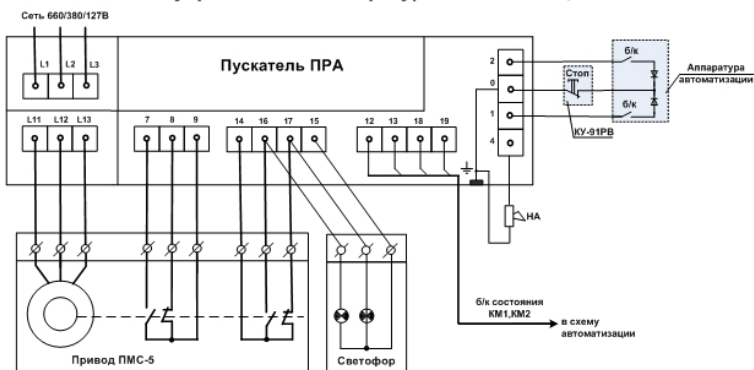 Сеть 660/380/127В
L1 L2 L3
Пускатель ПРА
L11 L12 L13
7 8 9
14 16 17 15
12 13 18 19
2
0
1
4
б/к
Стоп
б/к
КУ-91РВ
Аппаратура
автоматизации
НА
б/к состояния
КМ1,КМ2
в схему
автоматизации
Привод ПМС-5
Светофор